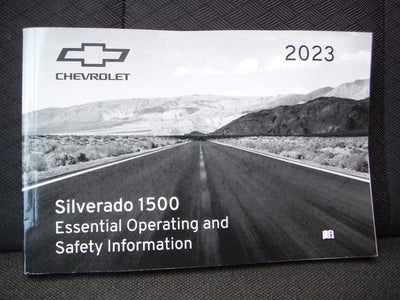 CHEVROLET
2023
Silverado 1500
Essential Operating and
Safety Information